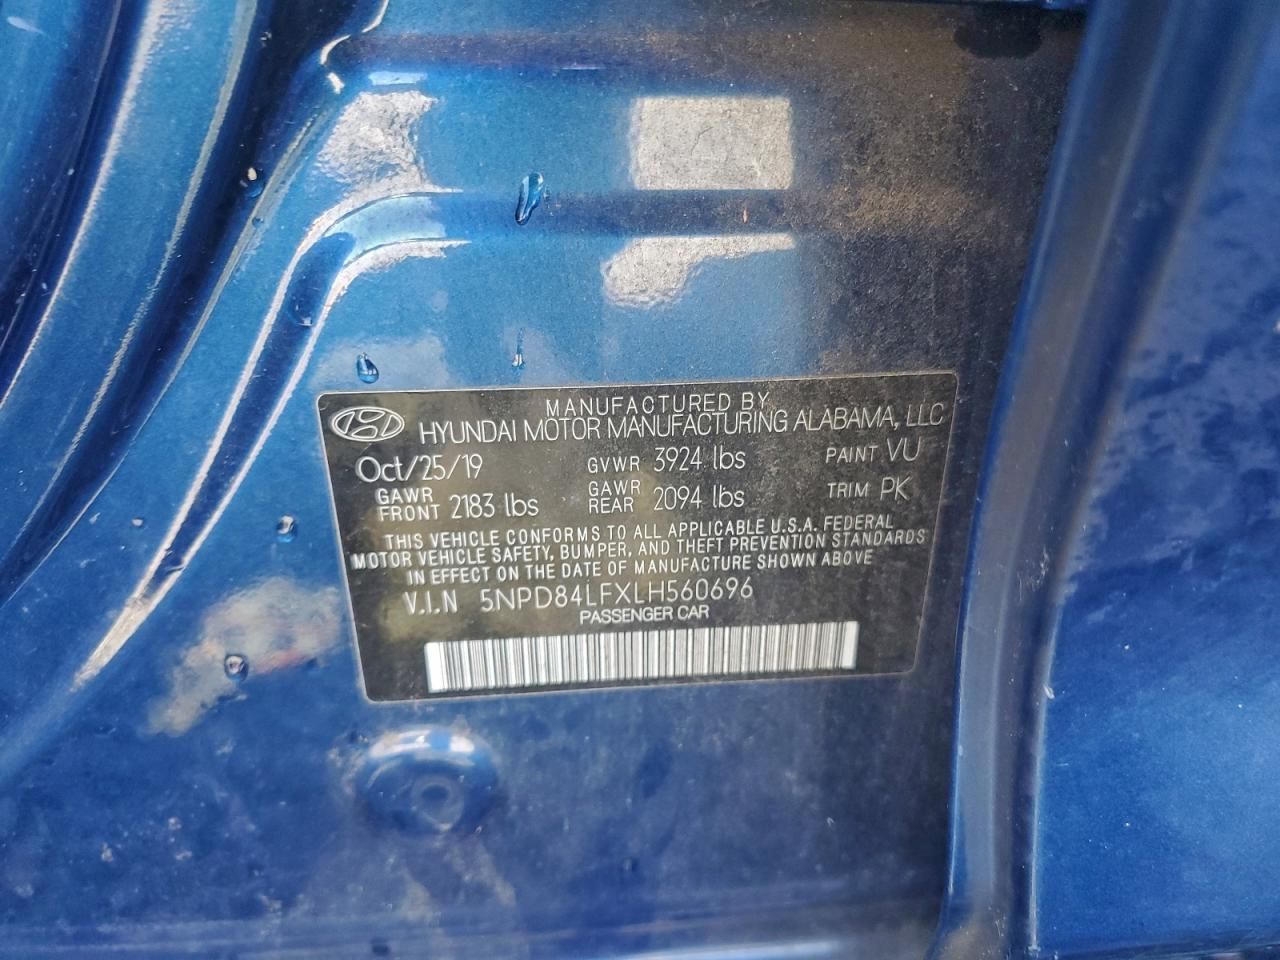 MANUFACTURED BY
HYUNDAI MOTOR MANUFACTURING ALABAMA, LLC
Oct/25/19 GVWR 3924 lbs PAINT VU
GAWR FRONT 2183 lbs GAWR REAR 2094 lbs TRIM PK
THIS VEHICLE CONFORMS TO ALL APPLICABLE U.S.A. FEDERAL
MOTOR VEHICLE SAFETY, BUMPER, AND THEFT PREVENTION STANDARDS
IN EFFECT ON THE DATE OF MANUFACTURE SHOWN ABOVE
V.I.N 5NPD84LFXLH560696
PASSENGER CAR